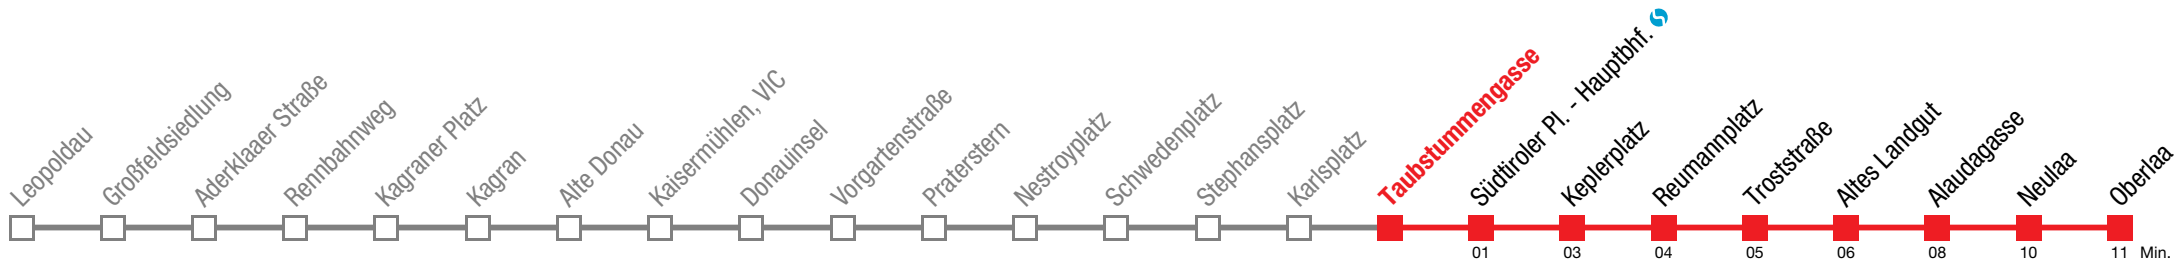 Leopoldau
Großfeldsiedlung
Aderklaaer Straße
Rennbahnweg
Kagraner Platz
Kagran
Alte Donau
Kaisermühlen, VIC
Donauinsel
Vorgartenstraße
Praterstern
Nestroyplatz
Schwedenplatz
Stephansplatz
Karlsplatz
Taubstummengasse
Südtiroler Pl. - Hauptbhf.
Keplerplatz
Reumannplatz
Troststraße
Altes Landgut
Alaudagasse
Neulaa
Oberlaa
01 03 04 05 06 08 10 11 Min.